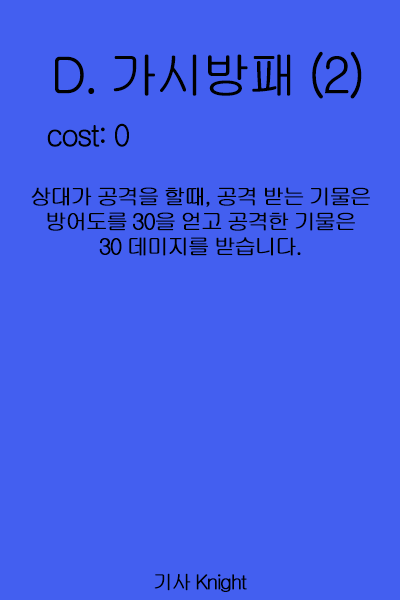 D. 가시방패 (2)
cost: 0
상대가 공격을 할때, 공격 받는 기물은
방어도를 30을 얻고 공격한 기물은
30 데미지를 받습니다.
기사 Knight